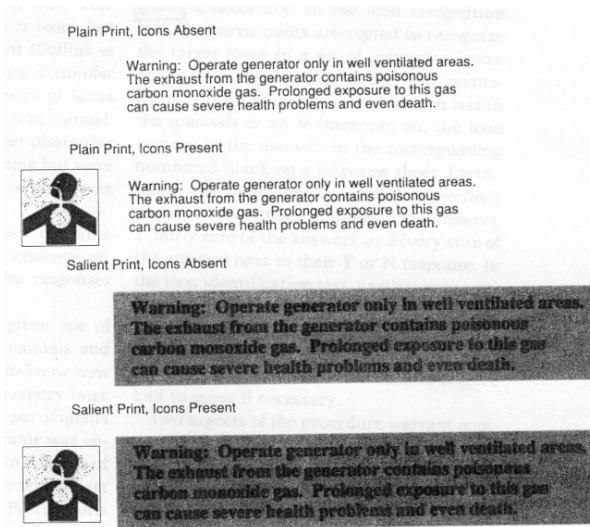 Plain Print, Icons Absent
Warning: Operate generator only in well ventilated areas.
The exhaust from the generator contains poisonous
carbon monoxide gas. Prolonged exposure to this gas
can cause severe health problems and even death.
Plain Print, Icons Present
Warning: Operate generator only in well ventilated areas.
The exhaust from the generator contains poisonous
carbon monoxide gas. Prolonged exposure to this gas
can cause severe health problems and even death.
Salient Print, Icons Absent
Warning: Operate generator only in well ventilated areas.
The exhaust from the generator contains poisonous
carbon monoxide gas. Prolonged exposure to this gas
can cause severe health problems and even death.
Salient Print, Icons Present
Warning: Operate generator only in well ventilated areas.
The exhaust from the generator contains poisonous
carbon monoxide gas. Prolonged exposure to this gas
can cause severe health problems and even death.